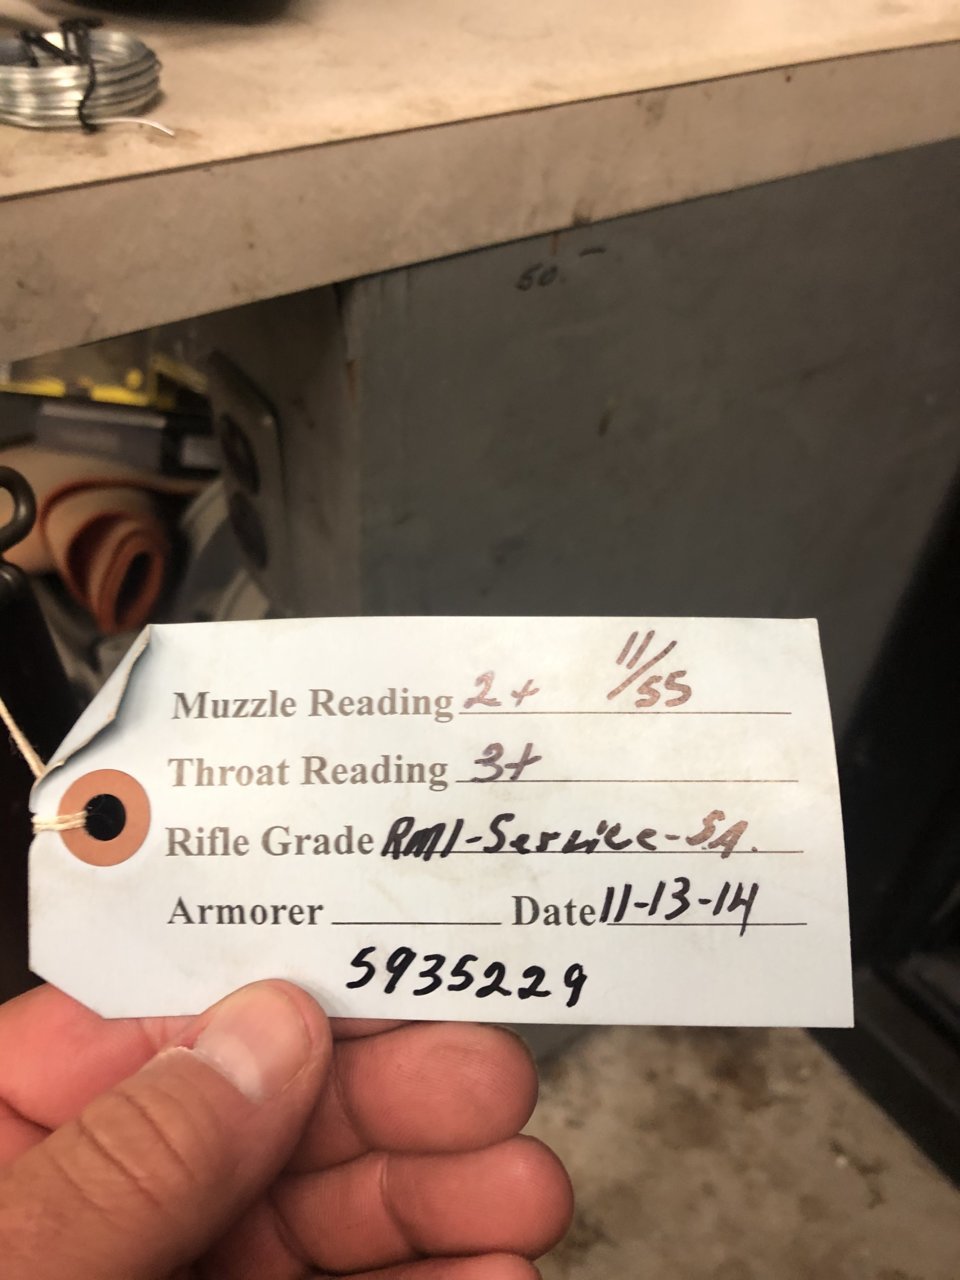 50. -
11/55
Muzzle Reading 2+
Throat Reading 3+
Rifle Grade RM1-Service-S.A.
Armorer Date 11-13-14
5935229